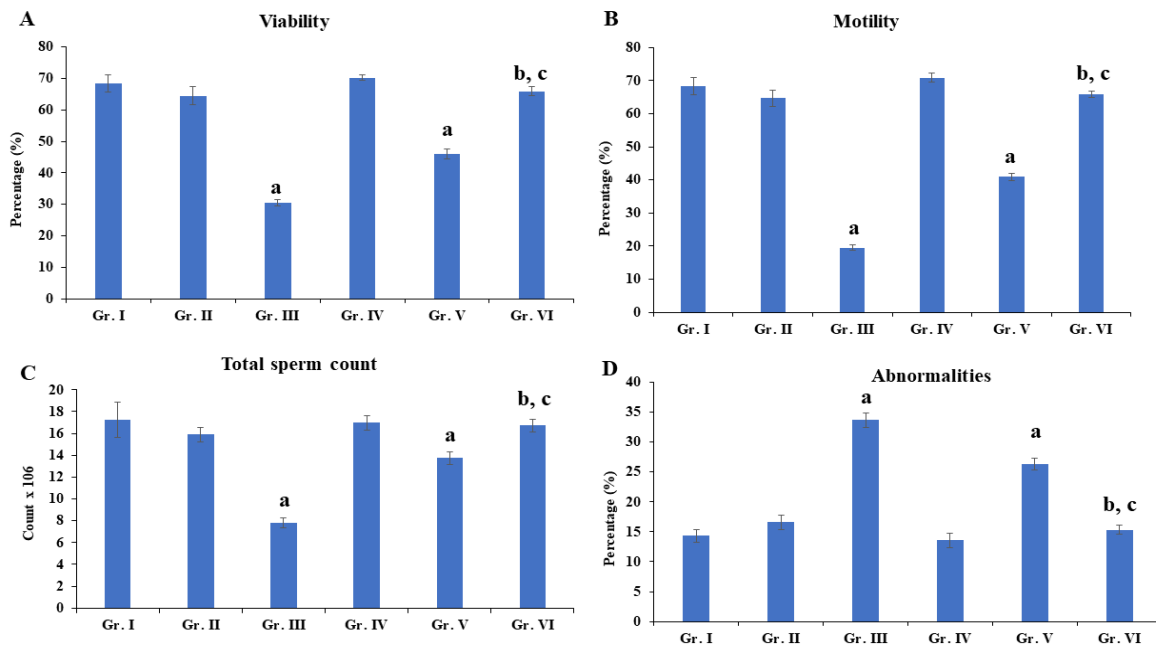 A
Viability
Percentage (%)
80
70
60
50
40
30
20
10
0
a
a
b, c
Gr. I Gr. II Gr. III Gr. IV Gr. V Gr. VI
B
Motility
Percentage (%)
80
70
60
50
40
30
20
10
0
a
a
b, c
Gr. I Gr. II Gr. III Gr. IV Gr. V Gr. VI
C
Total sperm count
Count x 106
20
18
16
14
12
10
8
6
4
2
0
a
a
b, c
Gr. I Gr. II Gr. III Gr. IV Gr. V Gr. VI
D
Abnormalities
Percentage (%)
40
35
30
25
20
15
10
5
0
a
a
b, c
Gr. I Gr. II Gr. III Gr. IV Gr. V Gr. VI